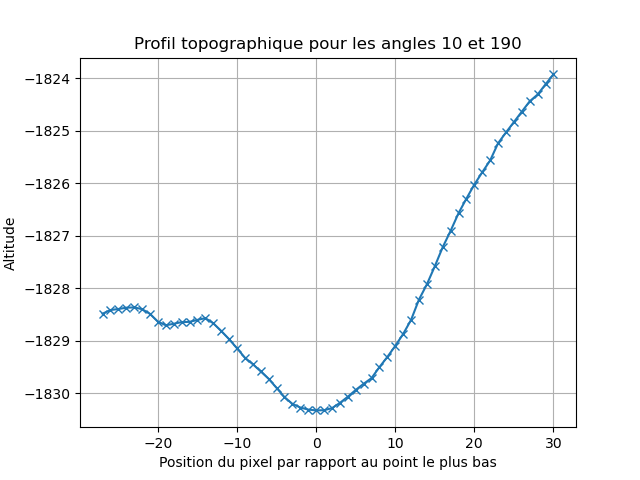 Profil topographique pour les angles 10 et 190
Altitude
−1824
−1825
−1826
−1827
−1828
−1829
−1830
−20 −10 0 10 20 30
Position du pixel par rapport au point le plus bas